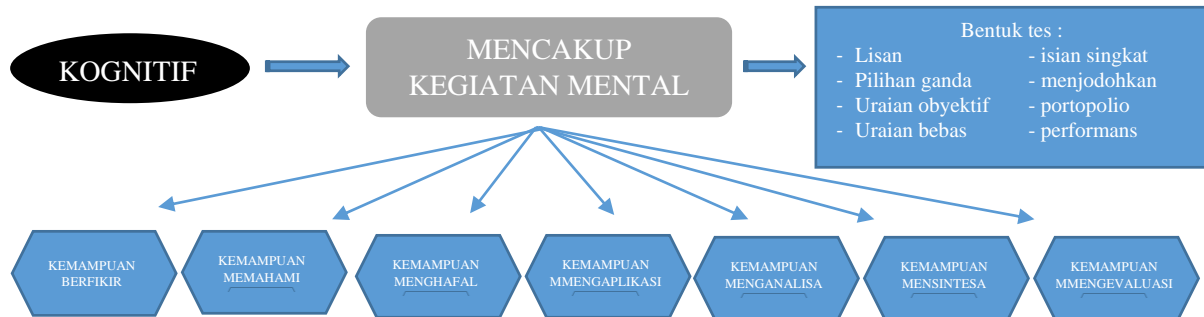 KOGNITIF
MENCAKUP
KEGIATAN MENTAL
Bentuk tes :
- Lisan - isian singkat
- Pilihan ganda - menjodohkan
- Uraian obyektif - portopolio
- Uraian bebas - performans
KEMAMPUAN
BERFIKIR
KEMAMPUAN
MEMAHAMI
KEMAMPUAN
MENGHAFAL
KEMAMPUAN
MMENGAPLIKASI
KEMAMPUAN
MENGANALISA
KEMAMPUAN
MENSINTESA
KEMAMPUAN
MMENGEVALUASI